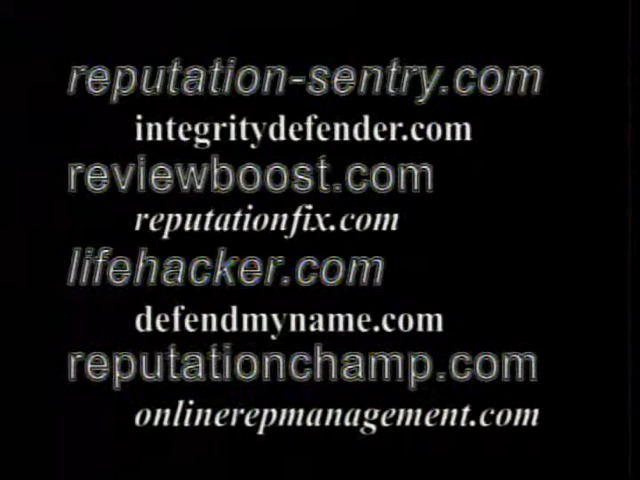 reputation-sentry.com
integritydefender.com
reviewboost.com
reputationfix.com
lifehacker.com
defendmyname.com
reputationchamp.com
onlinerepmanagement.com